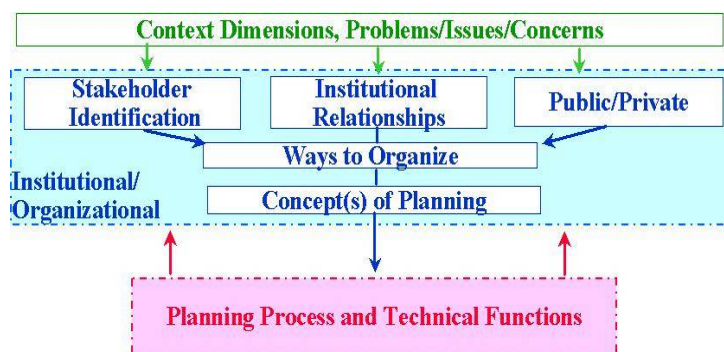 Context Dimensions, Problems/Issues/Concerns
Stakeholder
Identification
Institutional
Relationships
Public/Private
Ways to Organize
Institutional/
Organizational
Concept(s) of Planning
Planning Process and Technical Functions